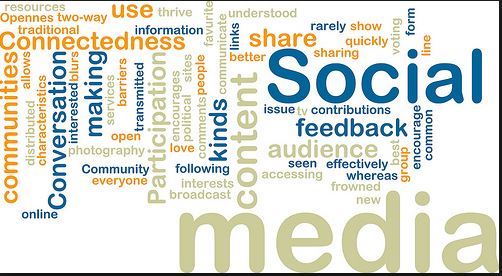 resources
Opennes two-way
use
thrive
favourite
understood
traditional
information
links
rarely
show
form
Connectedness
communicate
share
quickly
voting
line
better
sharing
communities
allows
distributed
characteristics
Conversation
interested
blurs
making
barriers
services
transmitted
Participation
encourages
political
sites
comments
people
kinds
content
Social
issue
tv
contributions
feedback
encourage
common
open
photography
love
audience
best
group
Community
following
seen
effectively
everyone
accessing
whereas
interests
frowned
broadcast
new
online
media